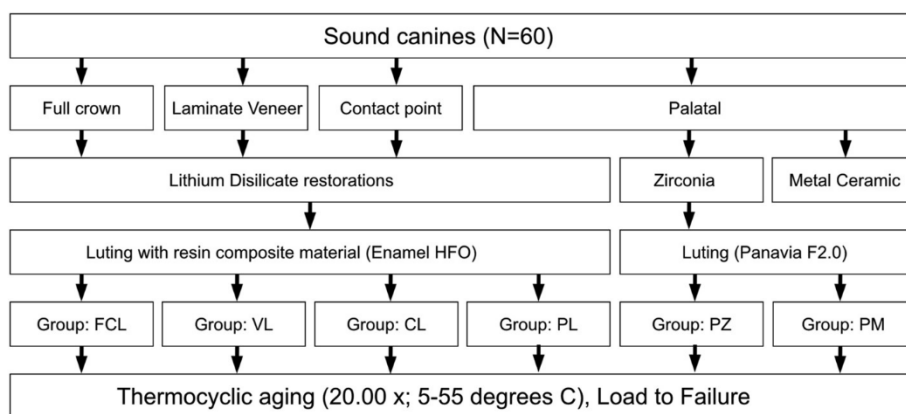 Sound canines (N=60)
Full crown
Laminate Veneer
Contact point
Palatal
Lithium Disilicate restorations
Zirconia
Metal Ceramic
Luting with resin composite material (Enamel HFO)
Luting (Panavia F2.0)
Group: FCL
Group: VL
Group: CL
Group: PL
Group: PZ
Group: PM
Thermocyclic aging (20.00 x; 5-55 degrees C), Load to Failure